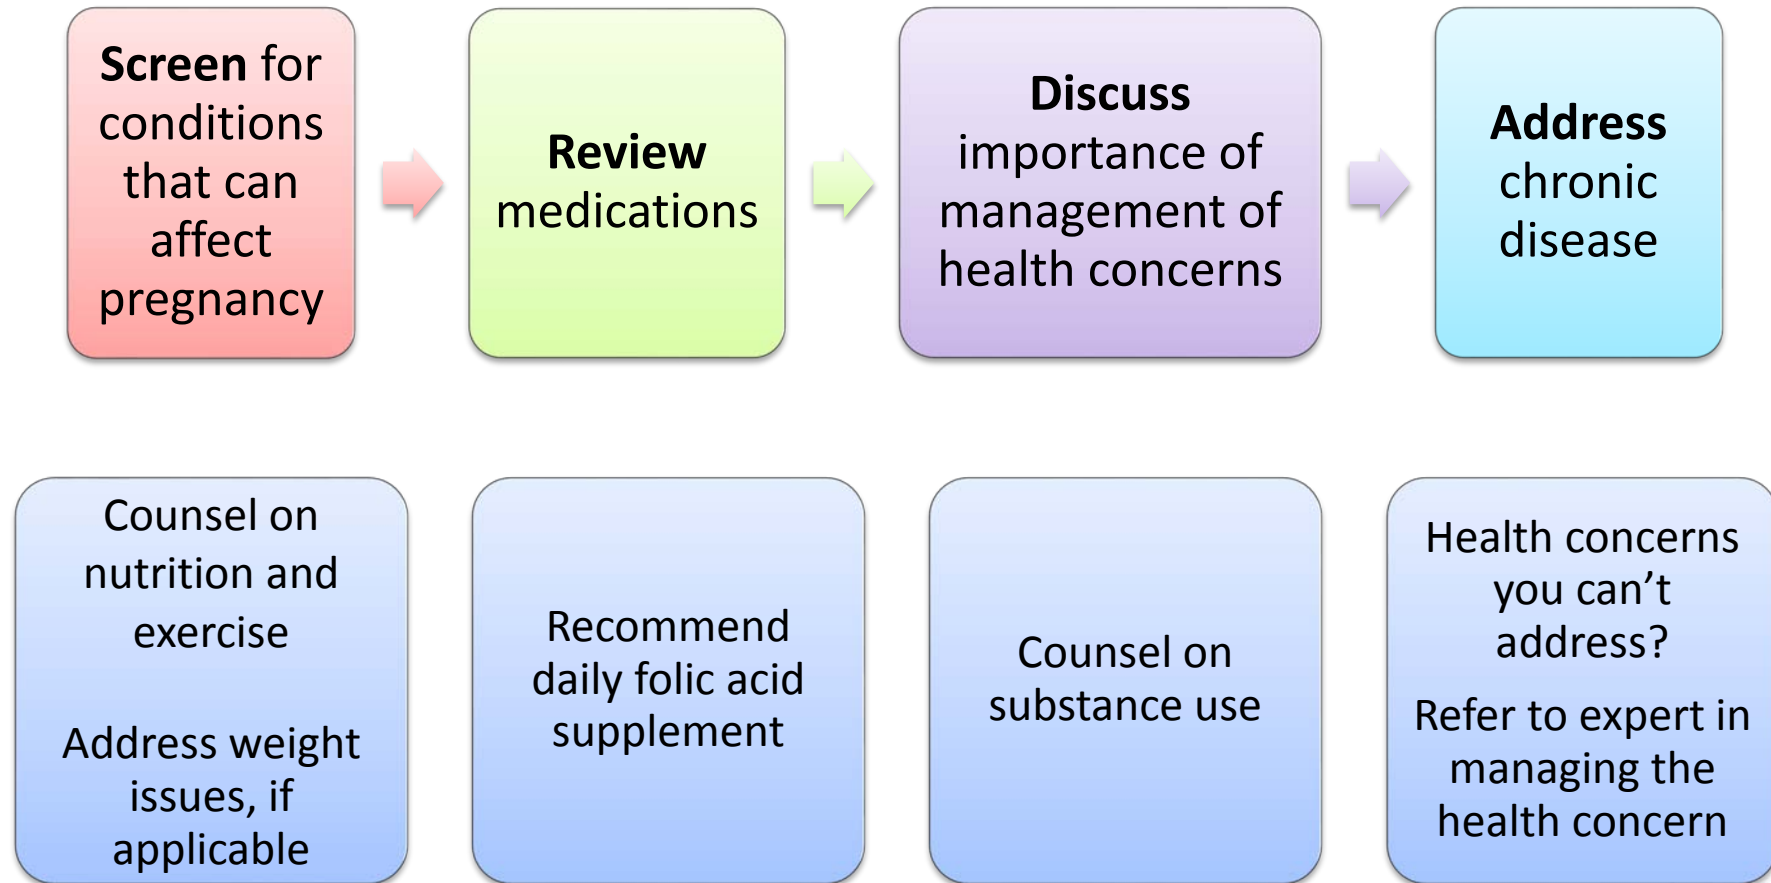 Screen for
conditions
that can
affect
pregnancy
Review
medications
Discuss
importance of
management of
health concerns
Address
chronic
disease
Counsel on
nutrition and
exercise
Address weight
issues, if
applicable
Recommend
daily folic acid
supplement
Counsel on
substance use
Health concerns
you can’t
address?
Refer to expert in
managing the
health concern